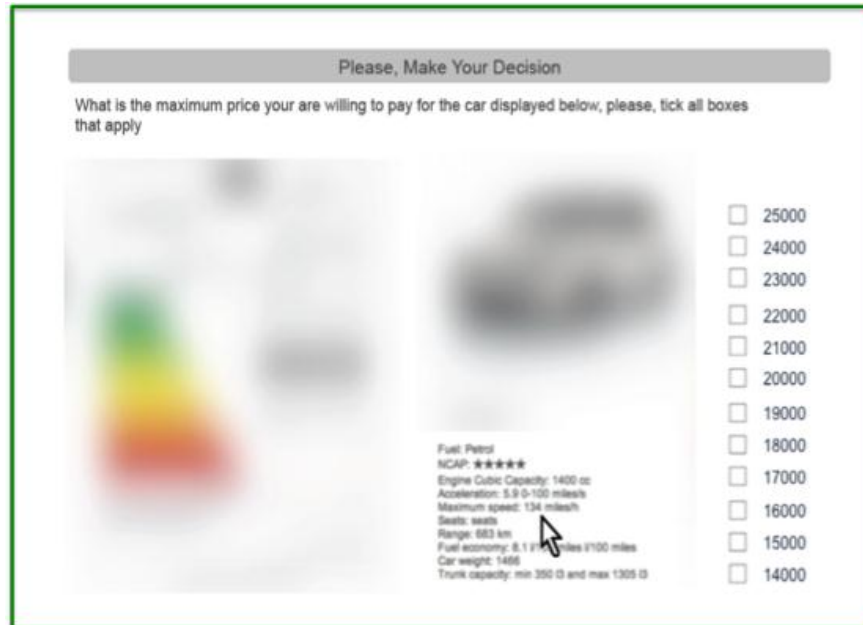 Please, Make Your Decision
What is the maximum price your are willing to pay for the car displayed below, please, tick all boxes
that apply
25000
24000
23000
22000
21000
20000
19000
18000
17000
16000
15000
14000
Fuel: Petrol
NCAP: ★★★★★
Engine Cubic Capacity: 1400 cc
Acceleration: 5.9 0-100 miles/s
Maximum speed: 134 miles/h
Seats: seats
Range: 683 km
Fuel economy: 8.1 miles l/100 miles
Car weight: 1466
Trunk capacity: min 350 l3 and max 1305 l3